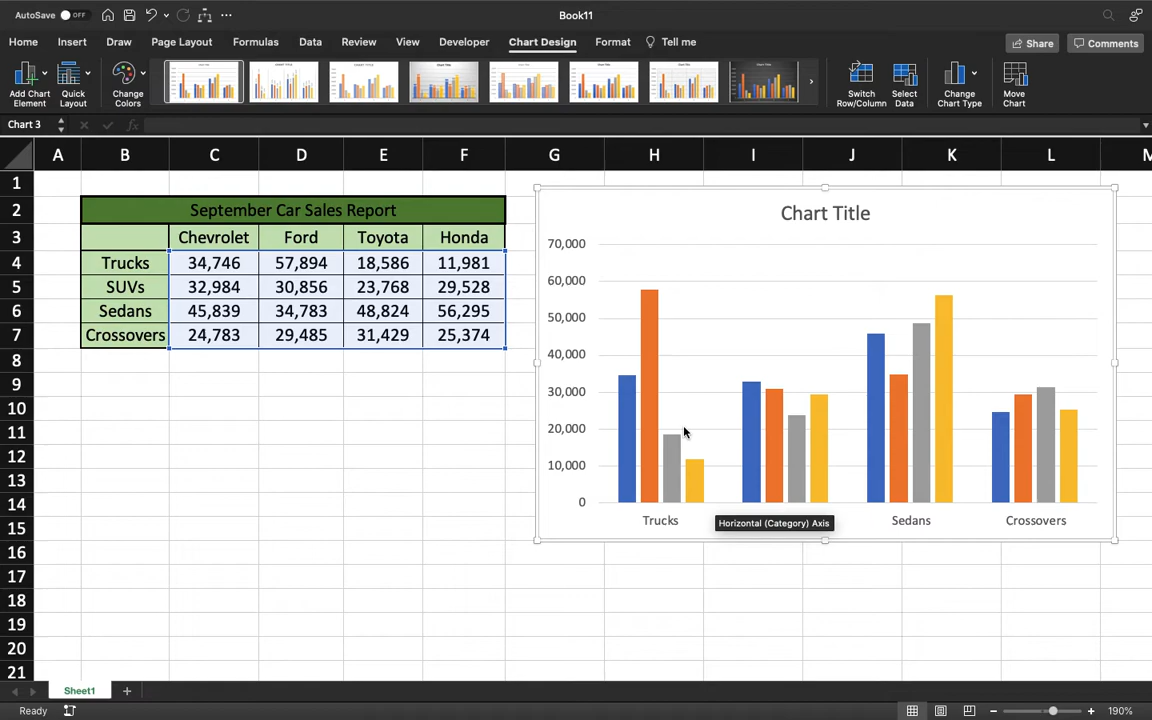 AutoSave OFF Book11
Home Insert Draw Page Layout Formulas Data Review View Developer Chart Design Format Tell me Share Comments
Add Chart Element
Quick Layout
Change Colors
Switch Row/Column
Select Data
Change Chart Type
Move Chart
Chart 3 fx
A B C D E F G H I J K L M
1
2 September Car Sales Report
3 Chevrolet Ford Toyota Honda
4 Trucks 34,746 57,894 18,586 11,981
5 SUVs 32,984 30,856 23,768 29,528
6 Sedans 45,839 34,783 48,824 56,295
7 Crossovers 24,783 29,485 31,429 25,374
8
9
10
11
12
13
14
15
16
17
18
19
20
21
Chart Title
70,000
60,000
50,000
40,000
30,000
20,000
10,000
0
Trucks Sedans Crossovers
Horizontal (Category) Axis
Sheet1
Ready 190%